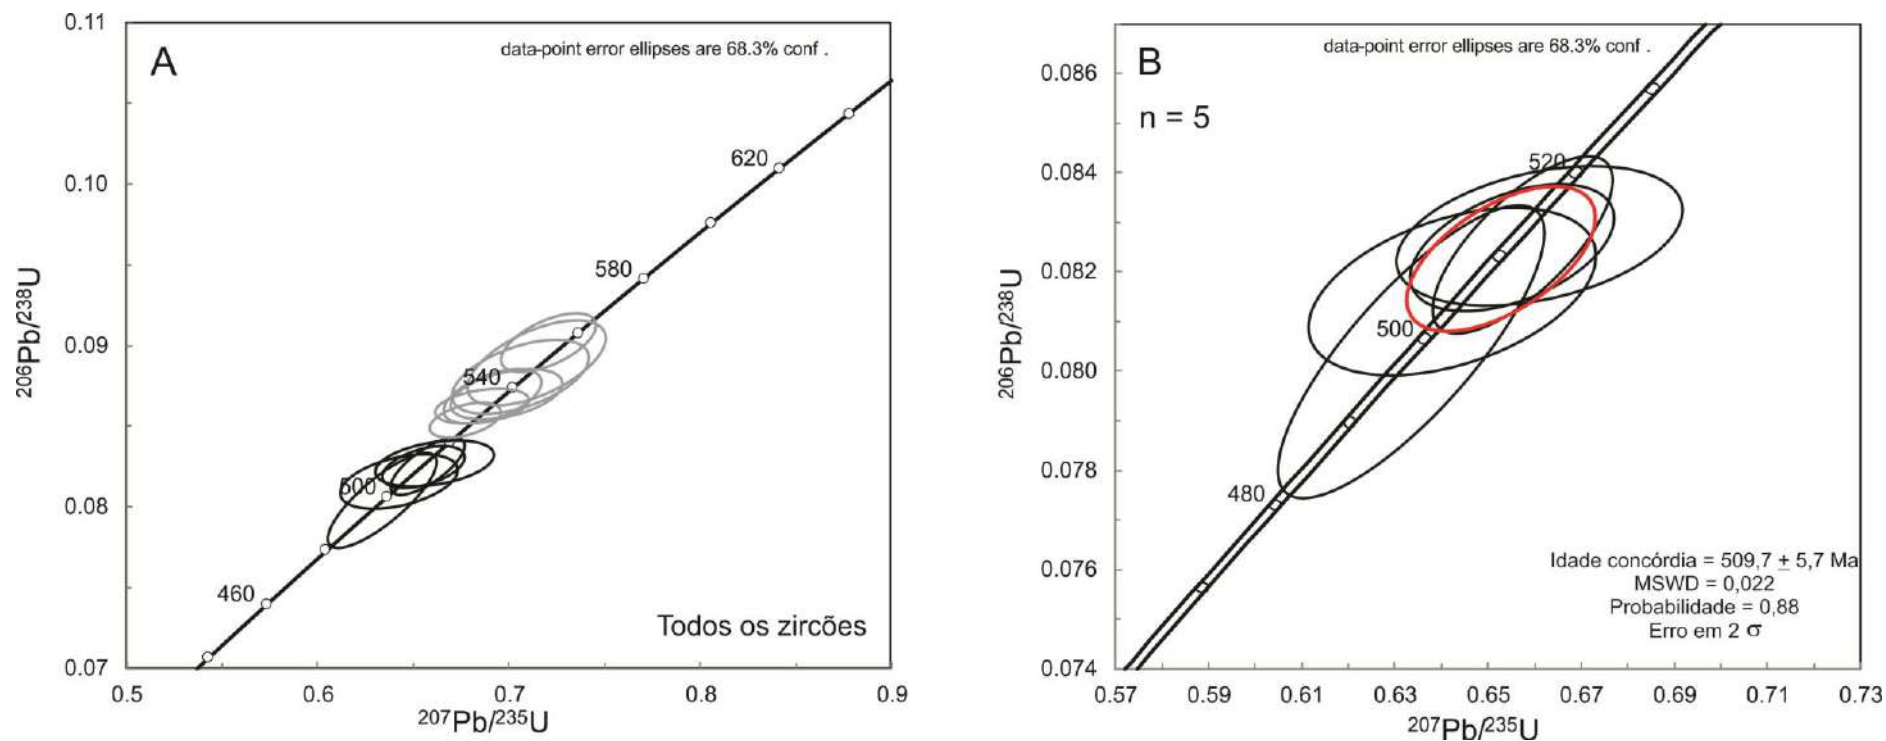 A
data-point error ellipses are 68.3% conf .
0.11
0.10
0.09
0.08
0.07
206Pb/238U
620
580
540
500
460
Todos os zircões
0.5
0.6
0.7
0.8
0.9
207Pb/235U
B
data-point error ellipses are 68.3% conf .
n = 5
0.086
0.084
0.082
0.080
0.078
0.076
0.074
206Pb/238U
520
500
480
Idade concórdia = 509,7 ± 5,7 Ma
MSWD = 0,022
Probabilidade = 0,88
Erro em 2 σ
0.57
0.59
0.61
0.63
0.65
0.67
0.69
0.71
0.73
207Pb/235U